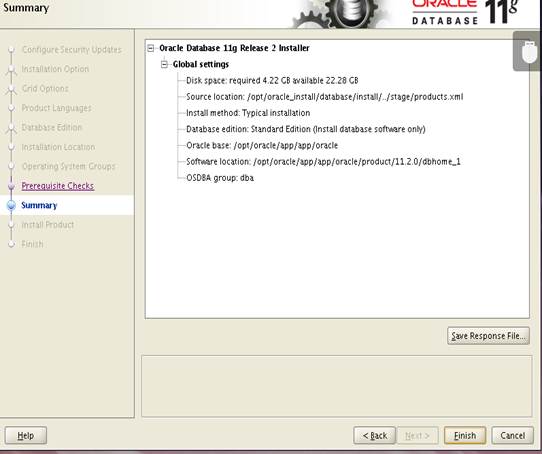 Summary
ORACLE
DATABASE 11g
Configure Security Updates
Installation Option
Grid Options
Product Languages
Database Edition
Installation Location
Operating System Groups
Prerequisite Checks
Summary
Install Product
Finish
Oracle Database 11g Release 2 Installer
Global settings
Disk space: required 4.22 GB available 22.28 GB
Source location: /opt/oracle_install/database/install/../stage/products.xml
Install method: Typical installation
Database edition: Standard Edition (Install database software only)
Oracle base: /opt/oracle/app/app/oracle
Software location: /opt/oracle/app/app/oracle/product/11.2.0/dbhome_1
OSDBA group: dba
Save Response File...
Help
< Back
Next >
Finish
Cancel